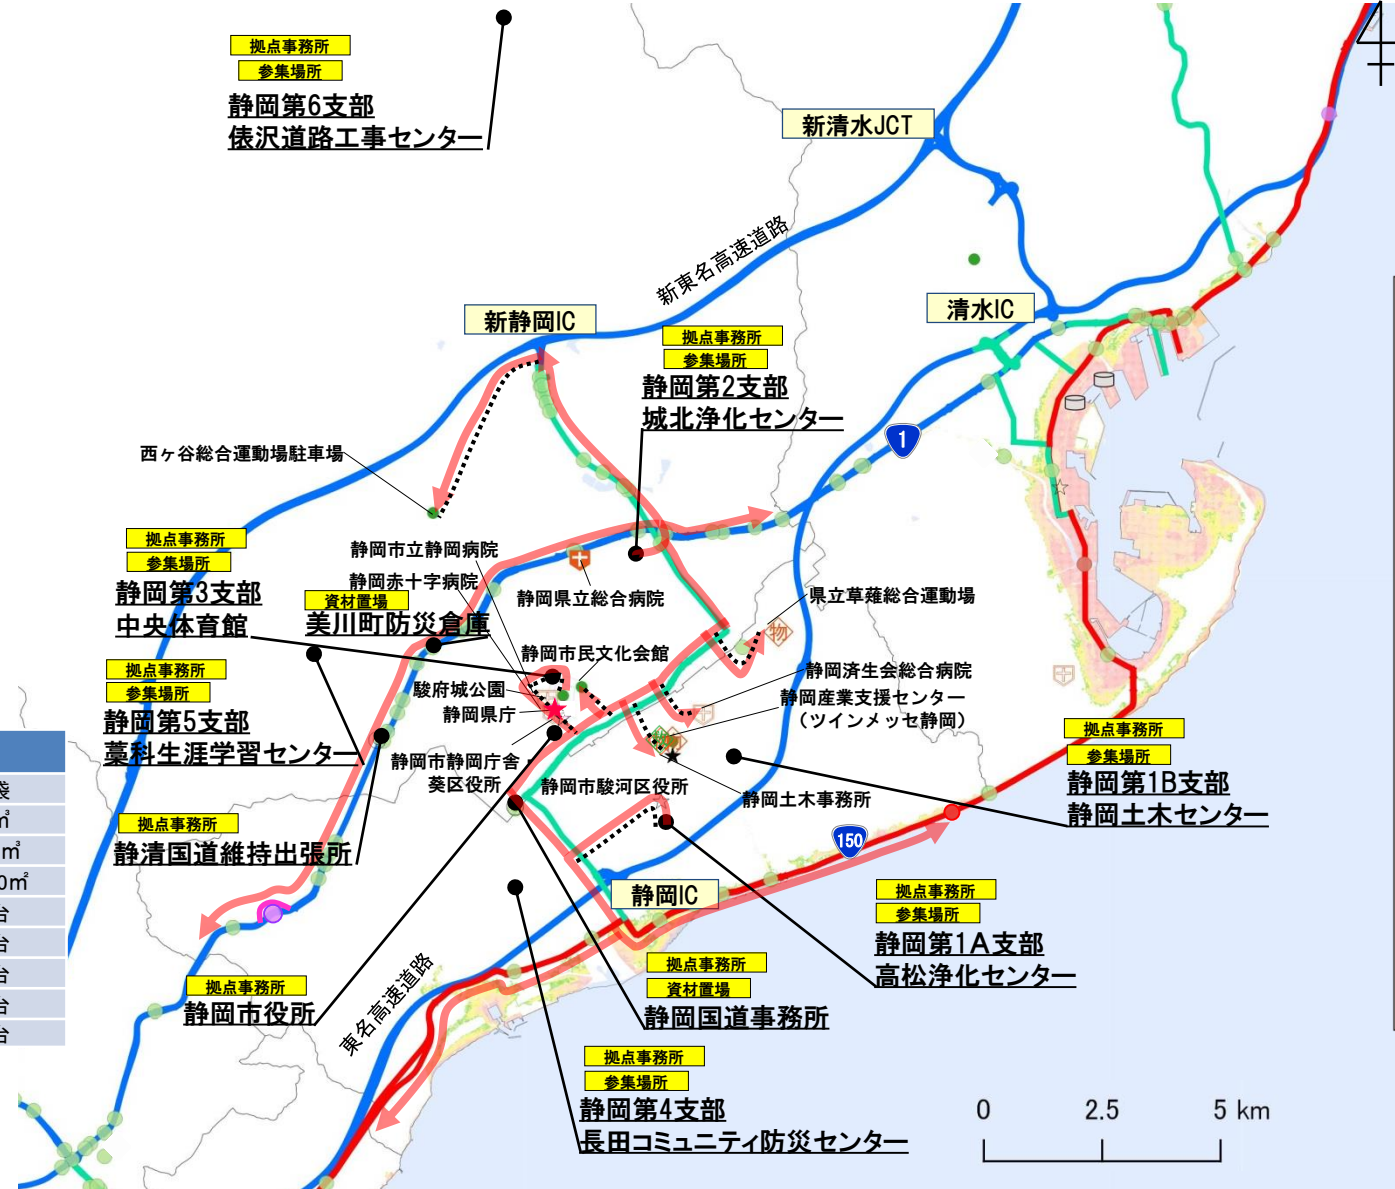 拠点事務所
参集場所
静岡第6支部
俵沢道路工事センター
新清水JCT
新東名高速道路
新静岡IC
清水IC
拠点事務所
参集場所
静岡第2支部
城北浄化センター
1
西ヶ谷総合運動場駐車場
拠点事務所
参集場所
静岡第3支部
中央体育館
静岡市立静岡病院
静岡赤十字病院
資材置場
美川町防災倉庫
静岡県立総合病院
県立草薙総合運動場
物
静岡市民文化会館
拠点事務所
参集場所
静岡第5支部
藁科生涯学習センター
駿府城公園
静岡県庁
静岡済生会総合病院
静岡産業支援センター
（ツインメッセ静岡）
静岡市静岡庁舎・
葵区役所
静岡市駿河区役所
静岡土木事務所
拠点事務所
参集場所
静岡第1B支部
静岡土木センター
拠点事務所
静清国道維持出張所
150
静岡IC
拠点事務所
参集場所
静岡第1A支部
高松浄化センター
袋
㎡
㎡
0㎡
台
台
台
台
台
拠点事務所
静岡市役所
東名高速道路
拠点事務所
資材置場
静岡国道事務所
拠点事務所
参集場所
静岡第4支部
長田コミュニティ防災センター
0 2.5 5 km